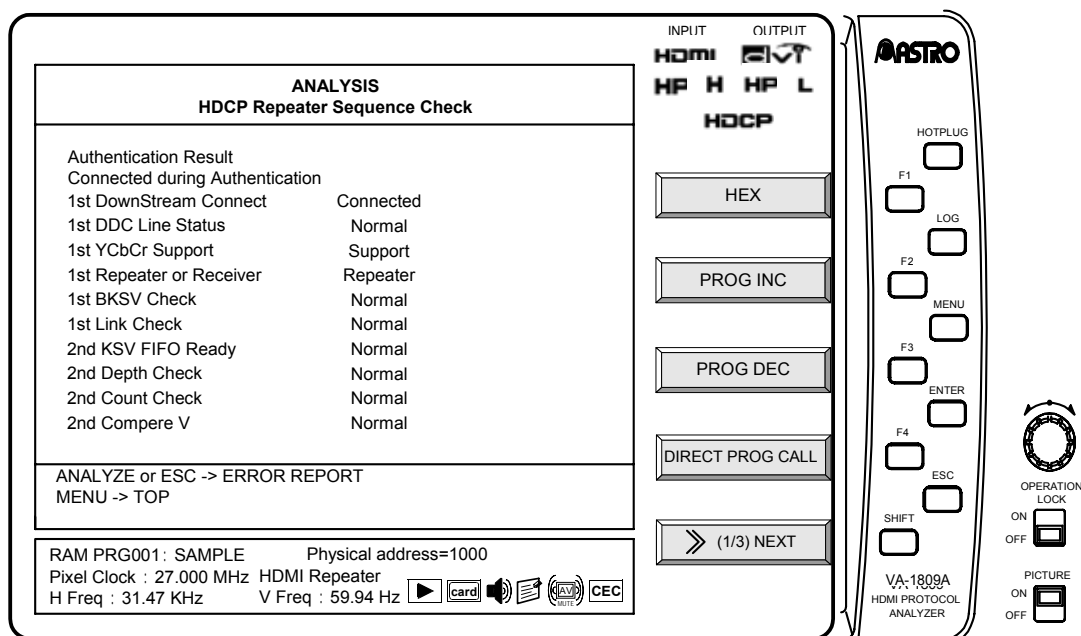 INPUT OUTPUT
HDMI
HP H HP L
HDCP
ANALYSIS
HDCP Repeater Sequence Check
Authentication Result
Connected during Authentication
1st DownStream Connect Connected
1st DDC Line Status Normal
1st YCbCr Support Support
1st Repeater or Receiver Repeater
1st BKSV Check Normal
1st Link Check Normal
2nd KSV FIFO Ready Normal
2nd Depth Check Normal
2nd Count Check Normal
2nd Compere V Normal
ANALYZE or ESC -> ERROR REPORT
MENU -> TOP
RAM PRG001: SAMPLE Physical address=1000
Pixel Clock : 27.000 MHz HDMI Repeater
H Freq : 31.47 KHz V Freq : 59.94 Hz card AV MUTE CEC
HEX
PROG INC
PROG DEC
DIRECT PROG CALL
(1/3) NEXT
ASTRO
HOTPLUG
F1
LOG
F2
MENU
F3
ENTER
F4
ESC
SHIFT
VA-1809A
HDMI PROTOCOL
ANALYZER
OPERATION
LOCK
ON
OFF
PICTURE
ON
OFF